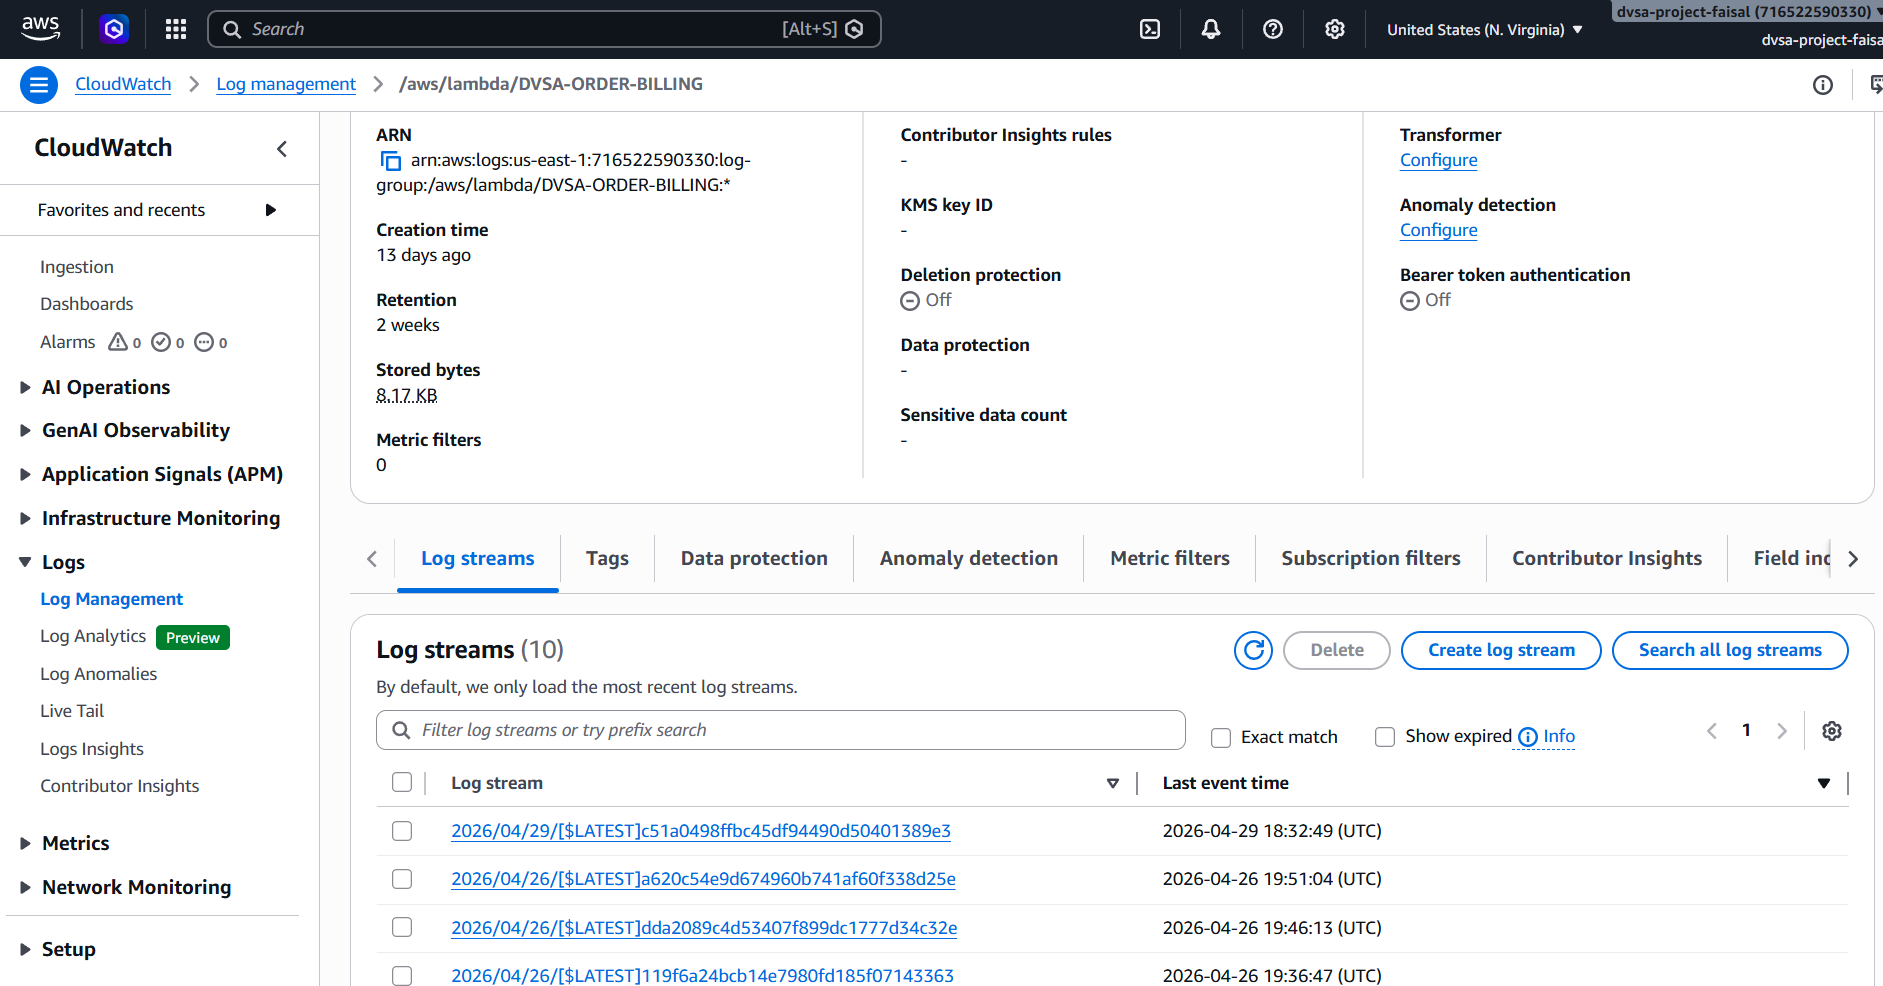 aws
Search
[Alt+S]
United States (N. Virginia)
dvsa-project-faisal (716522590330)
dvsa-project-faisa
CloudWatch
Log management
/aws/lambda/DVSA-ORDER-BILLING
CloudWatch
Favorites and recents
Ingestion
Dashboards
Alarms 0 0 0
AI Operations
GenAI Observability
Application Signals (APM)
Infrastructure Monitoring
Logs
Log Management
Log Analytics Preview
Log Anomalies
Live Tail
Logs Insights
Contributor Insights
Metrics
Network Monitoring
Setup
ARN
arn:aws:logs:us-east-1:716522590330:log-
group:/aws/lambda/DVSA-ORDER-BILLING:*
Creation time
13 days ago
Retention
2 weeks
Stored bytes
8.17 KB
Metric filters
0
Contributor Insights rules
-
KMS key ID
-
Deletion protection
Off
Data protection
-
Sensitive data count
-
Transformer
Configure
Anomaly detection
Configure
Bearer token authentication
Off
Log streams
Tags
Data protection
Anomaly detection
Metric filters
Subscription filters
Contributor Insights
Field inc
Log streams (10)
Delete
Create log stream
Search all log streams
By default, we only load the most recent log streams.
Filter log streams or try prefix search
Exact match
Show expired
Info
1
Log stream
Last event time
2026/04/29/[$LATEST]c51a0498ffbc45df94490d50401389e3 2026-04-29 18:32:49 (UTC)
2026/04/26/[$LATEST]a620c54e9d674960b741af60f338d25e 2026-04-26 19:51:04 (UTC)
2026/04/26/[$LATEST]dda2089c4d53407f899dc1777d34c32e 2026-04-26 19:46:13 (UTC)
2026/04/26/[$LATEST]119f6a24bcb14e7980fd185f07143363 2026-04-26 19:36:47 (UTC)